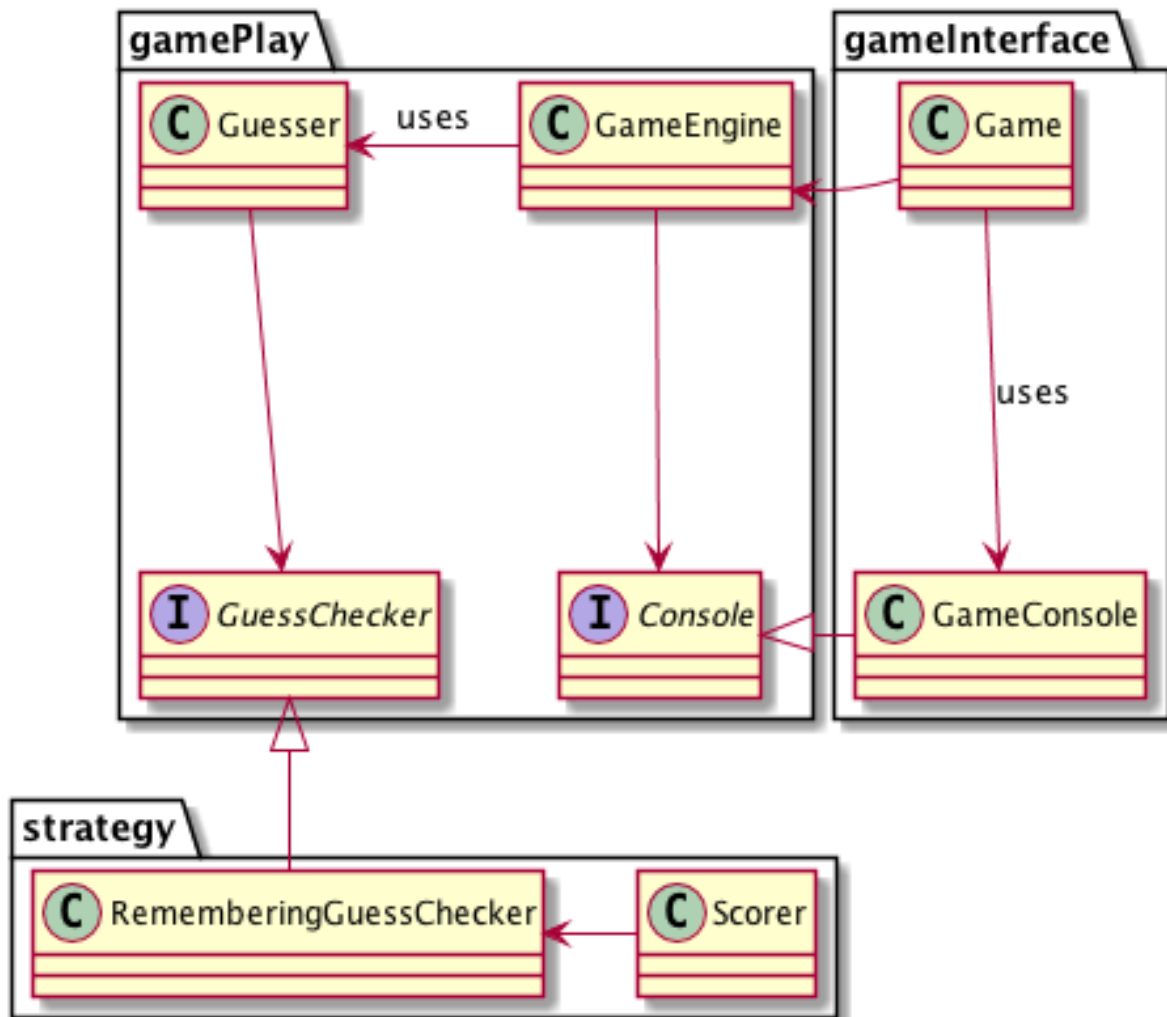 gamePlay
gameInterface
C Guesser
uses
C GameEngine
C Game
uses
I GuessChecker
I Console
C GameConsole
strategy
C RememberingGuessChecker
C Scorer